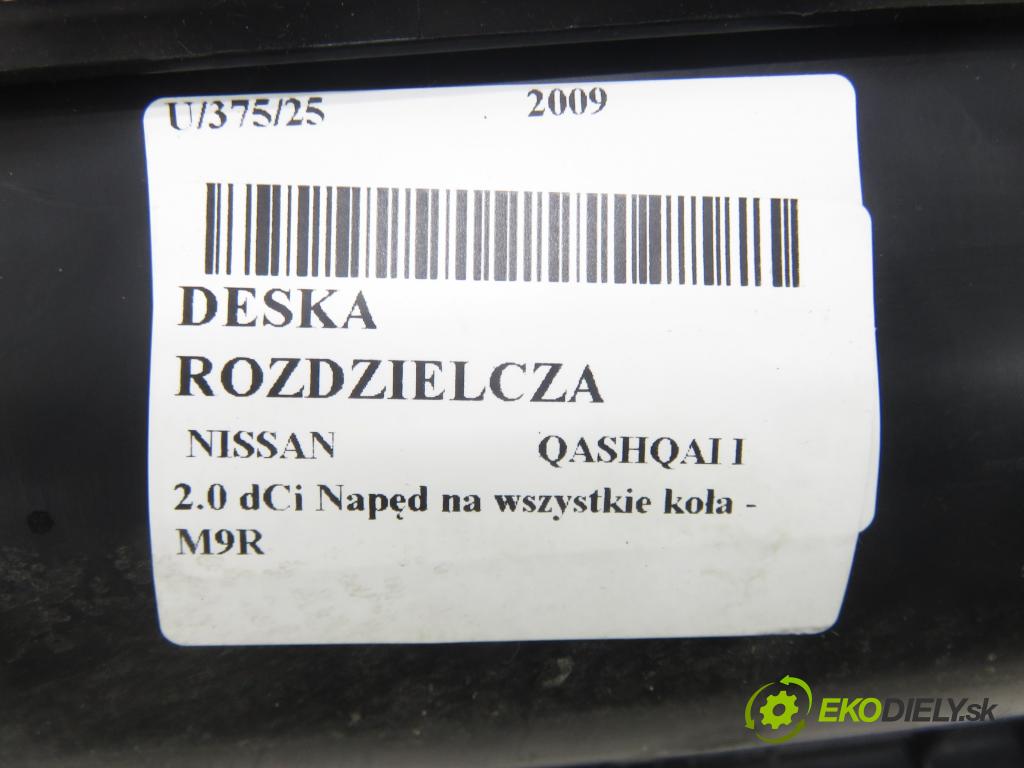 U/375/25 2009
DESKA
ROZDZIELCZA
NISSAN QASHQAI I
2.0 dCi Napęd na wszystkie koła -
M9R
EKODIELY.sk